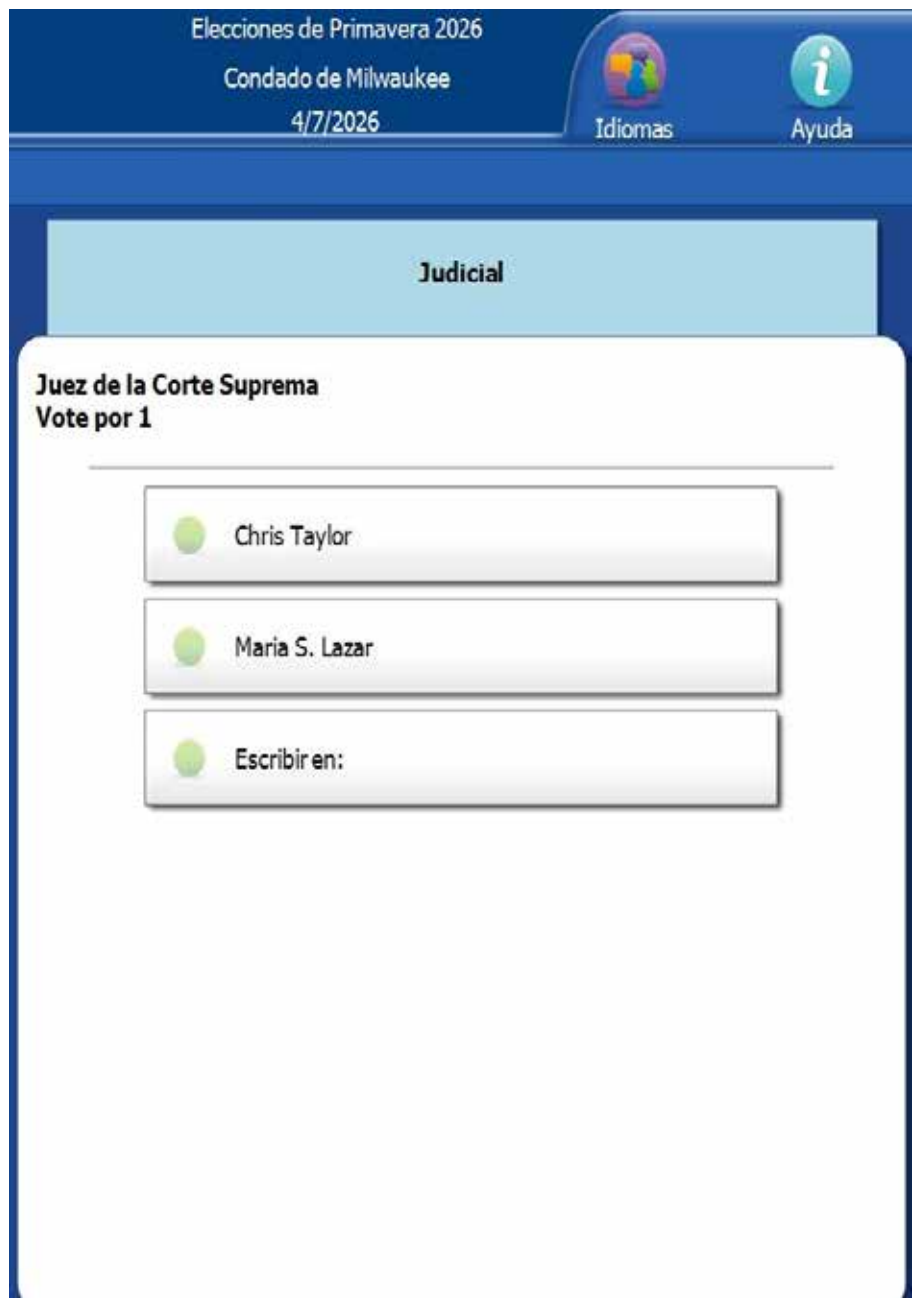 Elecciones de Primavera 2026
Condado de Milwaukee
4/7/2026
Idiomas
Ayuda
Judicial
Juez de la Corte Suprema
Vote por 1
Chris Taylor
Maria S. Lazar
Escribir en: